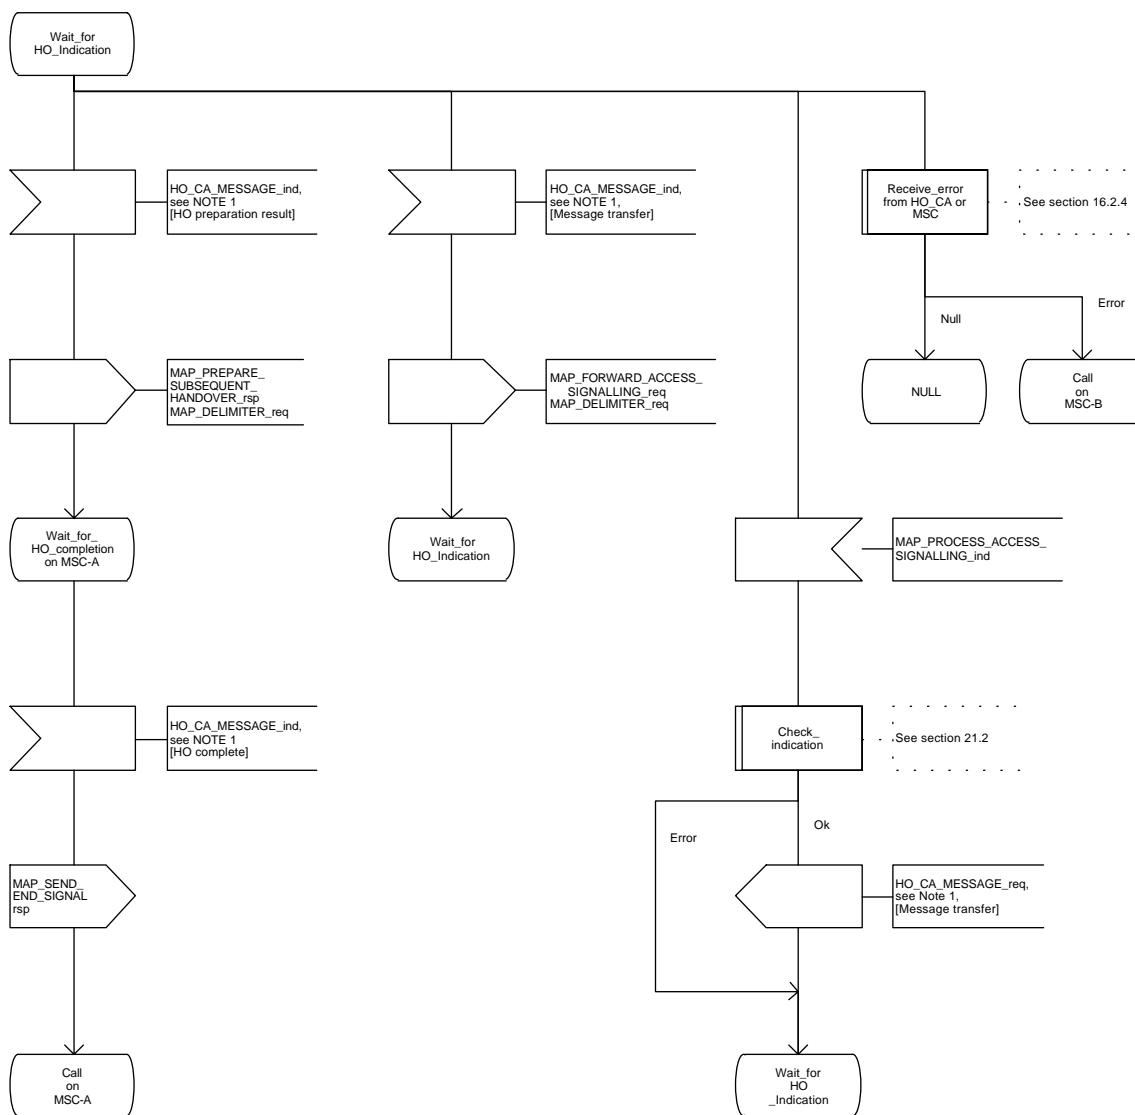 Wait_for
HO_Indication
HO_CA_MESSAGE_ind,
see NOTE 1
[HO preparation result]
HO_CA_MESSAGE_ind,
see NOTE 1,
[Message transfer]
Receive_error
from HO_CA or
MSC
See section 16.2.4
Null
Error
MAP_PREPARE_
SUBSEQUENT_
HANDOVER_rsp
MAP_DELIMITER_req
MAP_FORWARD_ACCESS_
SIGNALLING_req
MAP_DELIMITER_req
NULL
Call
on
MSC-B
Wait_for_
HO_completion
on MSC-A
Wait_for
HO_Indication
MAP_PROCESS_ACCESS_
SIGNALLING_ind
HO_CA_MESSAGE_ind,
see NOTE 1
[HO complete]
Check_
indication
See section 21.2
Error
Ok
MAP_SEND_
END_SIGNAL
rsp
HO_CA_MESSAGE_req,
see Note 1,
[Message transfer]
Call
on
MSC-A
Wait_for
HO
_Indication